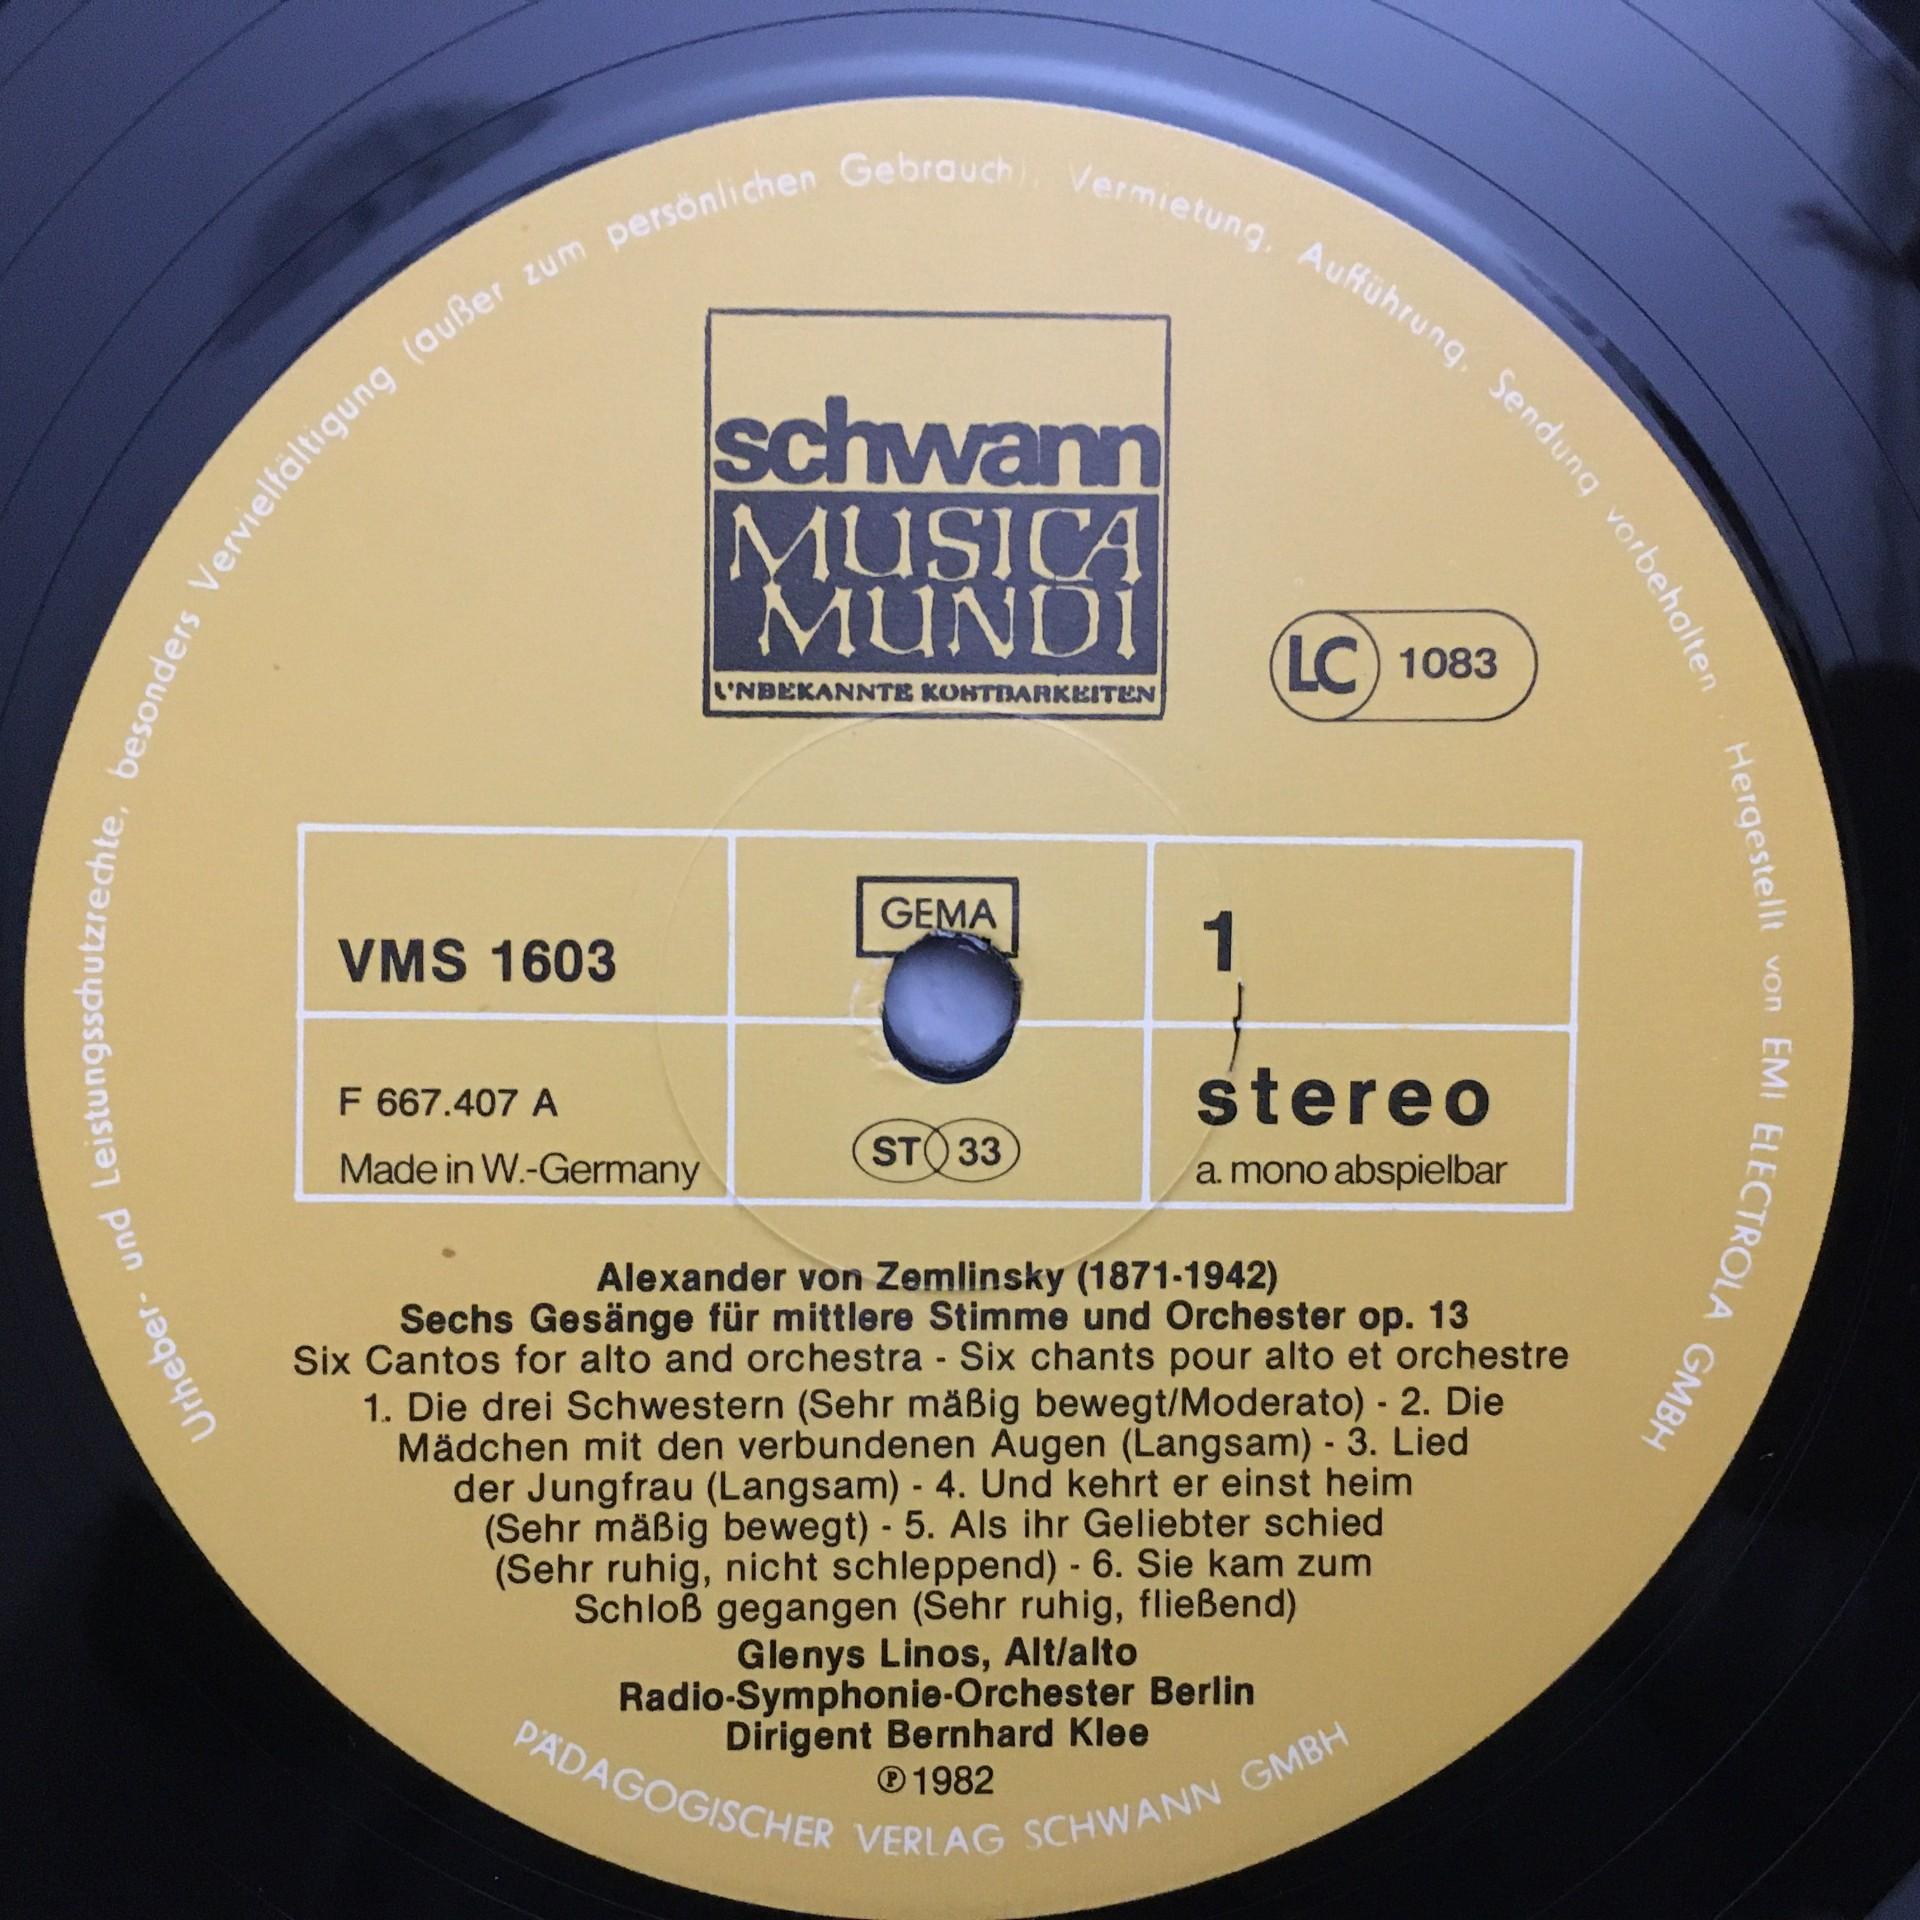 Urheber- und Leistungsschutzrechte, besonders Vervielfältigung (außer zum persönlichen Gebrauch), Vermietung, Aufführung, Sendung vorbehalten. Hergestellt von EMI ELECTROLA GMBH
schwann
MUSICA
MUNDI
UNBEKANNTE KOSTBARKEITEN
LC 1083
VMS 1603
GEMA
1
F 667.407 A
Made in W.-Germany
ST 33
stereo
a. mono abspielbar
Alexander von Zemlinsky (1871-1942)
Sechs Gesänge für mittlere Stimme und Orchester op. 13
Six Cantos for alto and orchestra - Six chants pour alto et orchestre
1. Die drei Schwestern (Sehr mäßig bewegt/Moderato) - 2. Die
Mädchen mit den verbundenen Augen (Langsam) - 3. Lied
der Jungfrau (Langsam) - 4. Und kehrt er einst heim
(Sehr mäßig bewegt) - 5. Als ihr Geliebter schied
(Sehr ruhig, nicht schleppend) - 6. Sie kam zum
Schloß gegangen (Sehr ruhig, fließend)
Glenys Linos, Alt/alto
Radio-Symphonie-Orchester Berlin
Dirigent Bernhard Klee
℗ 1982
PÄDAGOGISCHER VERLAG SCHWANN GMBH